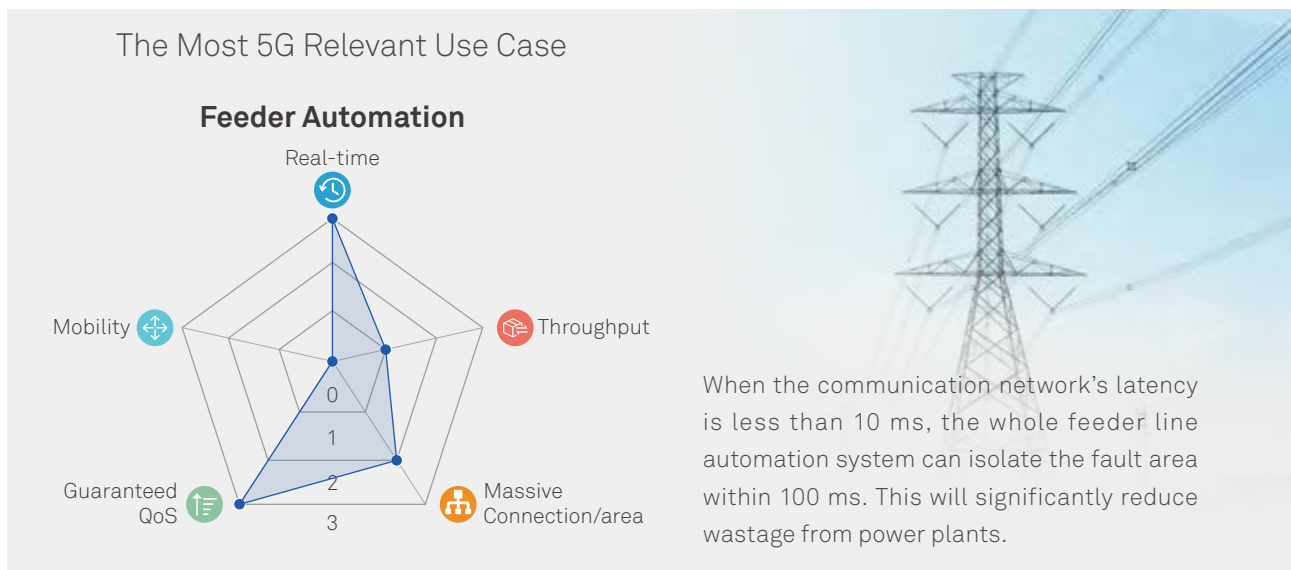 The Most 5G Relevant Use Case
Feeder Automation
Real-time
Mobility
Throughput
0
1
2
3
Guaranteed
QoS
Massive
Connection/area
When the communication network's latency
is less than 10 ms, the whole feeder line
automation system can isolate the fault area
within 100 ms. This will significantly reduce
wastage from power plants.